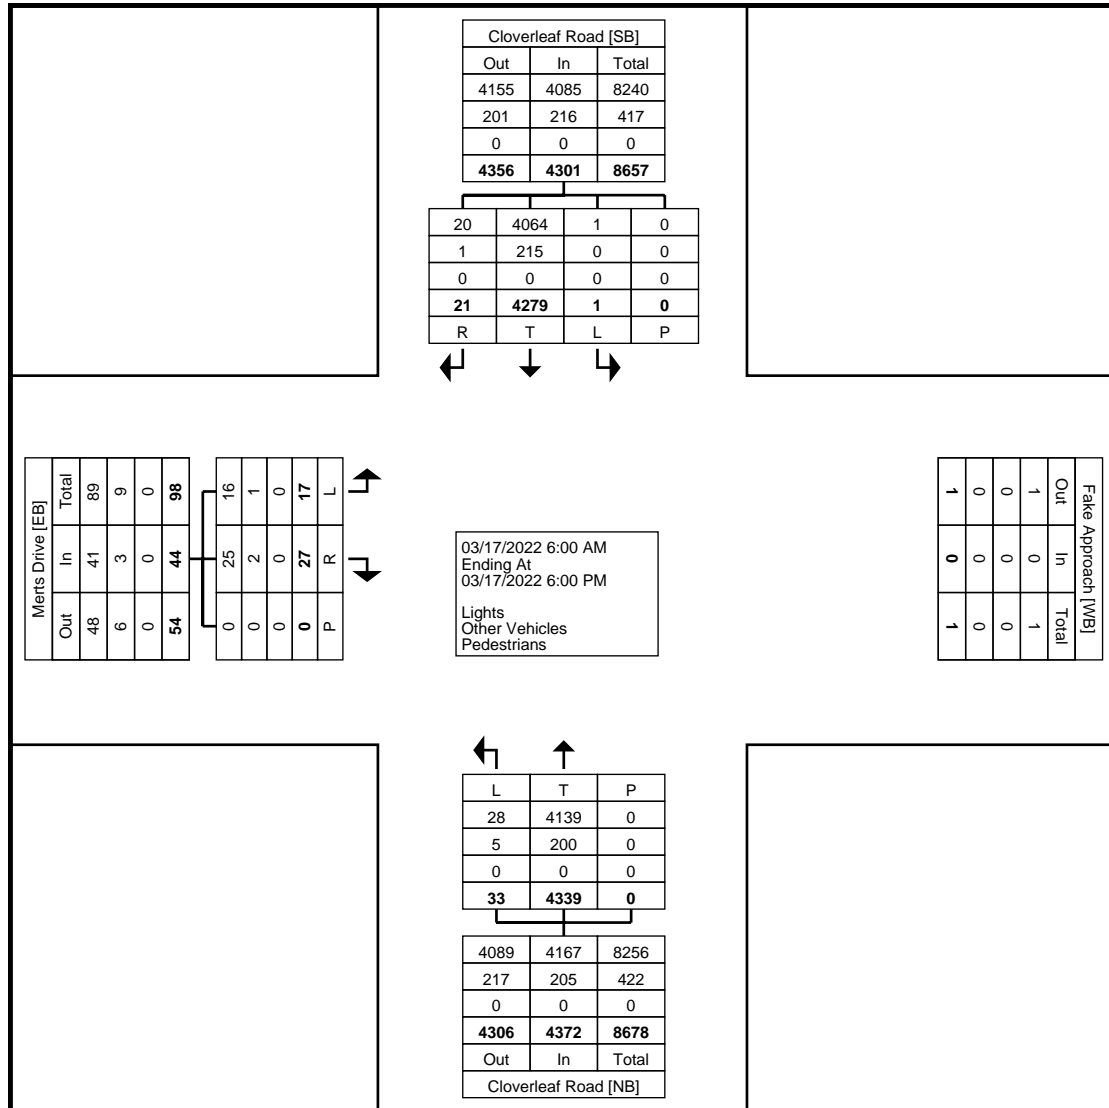 Cloverleaf Road [SB]
Out In Total
4155 4085 8240
201 216 417
0 0 0
4356 4301 8657
20 4064 1 0
1 215 0 0
0 0 0 0
21 4279 1 0
R T L P
Merts Drive [EB]
Total In Out
89 41 48
9 3 6
0 0 0
98 44 54
16 25 0
1 2 0
0 0 0
17 27 0
L R P
03/17/2022 6:00 AM
Ending At
03/17/2022 6:00 PM
Lights
Other Vehicles
Pedestrians
Fake Approach [WB]
Out In Total
1 0 1
0 0 0
0 0 0
1 0 1
L T P
28 4139 0
5 200 0
0 0 0
33 4339 0
4089 4167 8256
217 205 422
0 0 0
4306 4372 8678
Out In Total
Cloverleaf Road [NB]